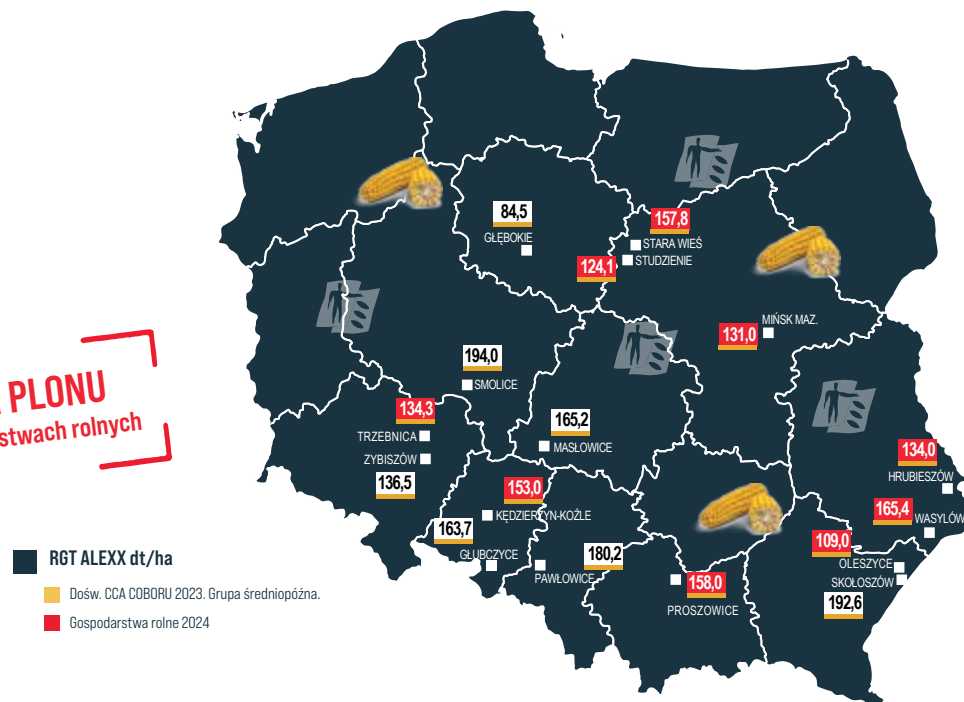 84,5
GŁĘBOKIE
157,8
STARA WIEŚ
124,1
STUDZIENIE
131,0
MIŃSK MAZ.
194,0
SMOLICE
134,3
TRZEBNICA
ZYBISZÓW
136,5
165,2
MASŁOWICE
134,0
HRUBIESZÓW
153,0
KĘDZIERZYN-KOŹLE
165,4
WASYLÓW
163,7
GŁUBCZYCE
180,2
PAWŁOWICE
109,0
OLESZYCE
SKOŁOSZÓW
192,6
158,0
PROSZOWICE
PLONU
stwach rolnych
RGT ALEXX dt/ha
Dośw. CCA COBORU 2023. Grupa średniopóźna.
Gospodarstwa rolne 2024